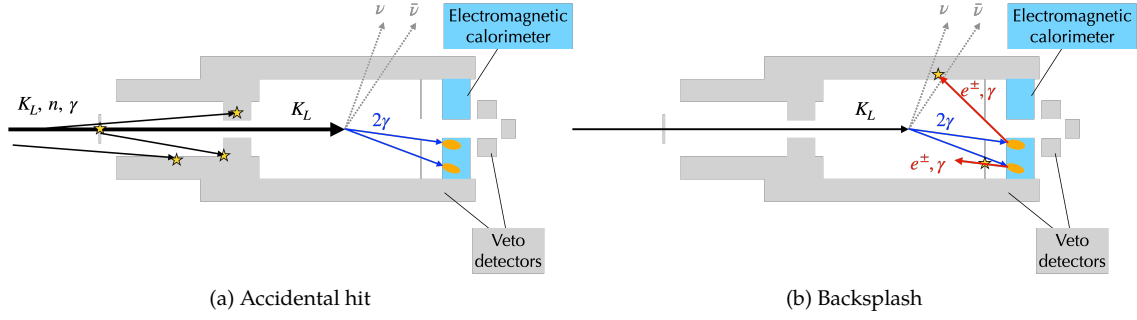 ν ν̄
Electromagnetic
calorimeter
K_L, n, γ
K_L
2γ
Veto
detectors
(a) Accidental hit
ν ν̄
Electromagnetic
calorimeter
e±, γ
K_L
2γ
e±, γ
Veto
detectors
(b) Backsplash